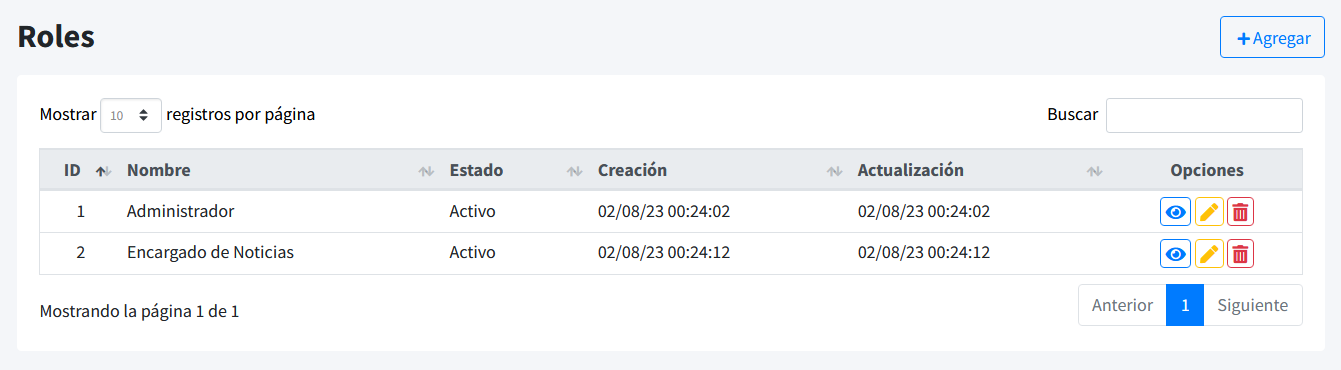 Roles
Agregar
Mostrar 10 registros por página
Buscar
ID Nombre Estado Creación Actualización Opciones
1 Administrador Activo 02/08/23 00:24:02 02/08/23 00:24:02
2 Encargado de Noticias Activo 02/08/23 00:24:12 02/08/23 00:24:12
Mostrando la página 1 de 1
Anterior 1 Siguiente